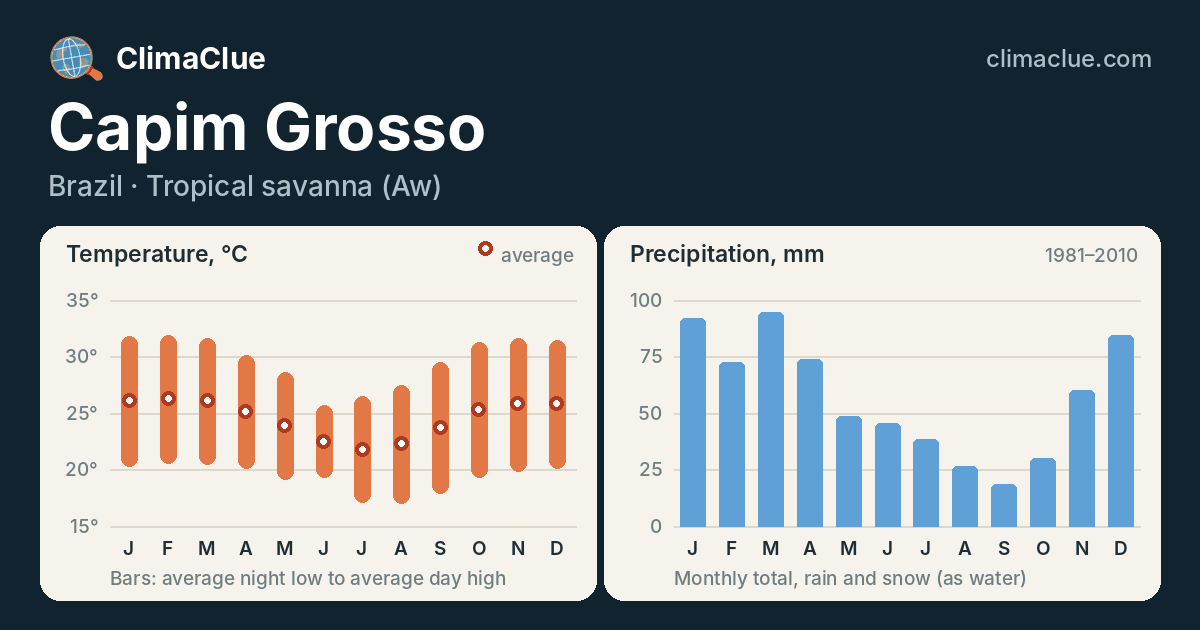 ClimaClue
climaclue.com
Capim Grosso
Brazil · Tropical savanna (Aw)
Temperature, °C
average
35°
30°
25°
20°
15°
J F M A M J J A S O N D
Bars: average night low to average day high
Precipitation, mm
1981–2010
100
75
50
25
0
J F M A M J J A S O N D
Monthly total, rain and snow (as water)